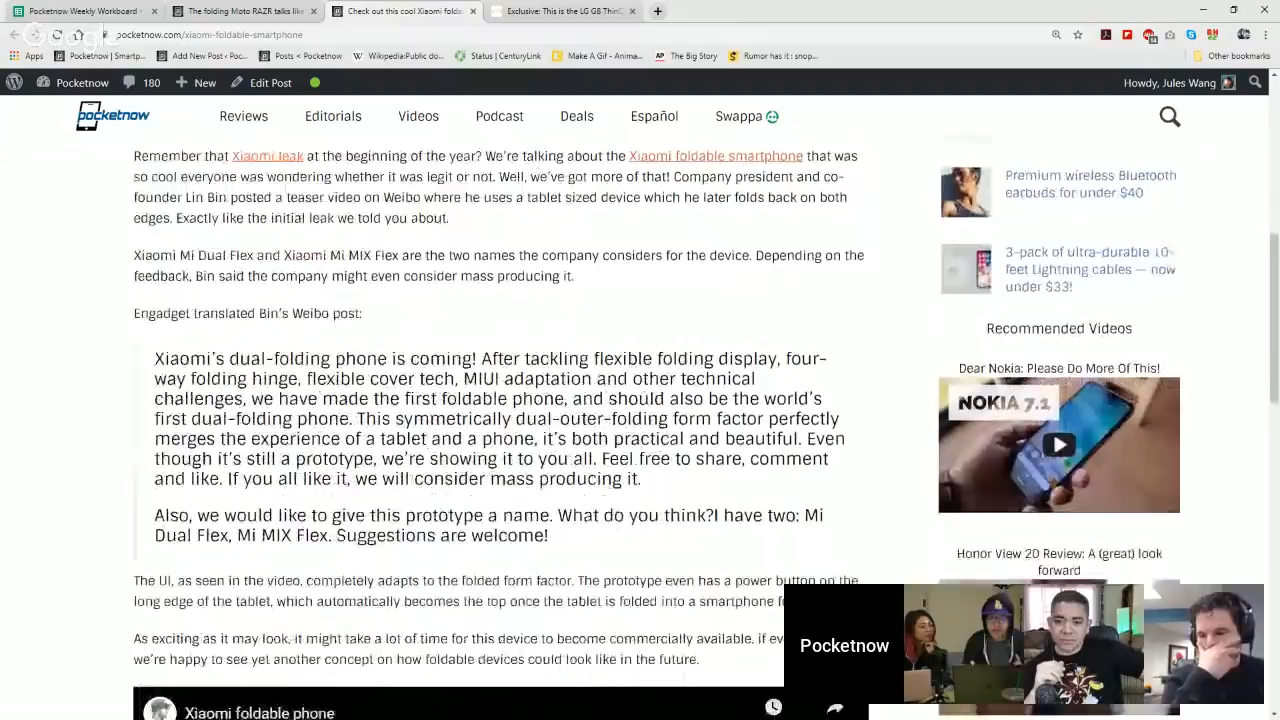 Pocketnow Weekly Workboard -
The folding Moto RAZR talks like
Check out this cool Xiaomi folda
Exclusive: This is the LG G8 ThinQ
pocketnow.com/xiaomi-foldable-smartphone
Apps
Pocketnow | Smartp...
Add New Post ‹ Poc...
Posts ‹ Pocketnow
Wikipedia:Public do...
Status | CenturyLink
Make A Gif - Anima...
AP The Big Story
Rumor has it : snop...
Other bookmarks
Pocketnow
180
+ New
Edit Post
Howdy, Jules Wang
pocketnow
Reviews
Editorials
Videos
Podcast
Deals
Español
Swappa
Remember that Xiaomi leak at the beginning of the year? We're talking about the Xiaomi foldable smartphone that was
so cool everyone was wondering whether it was legit or not. Well, we've got more of that! Company president and co-
founder Lin Bin posted a teaser video on Weibo where he uses a tablet sized device which he later folds back on both
edges. Exactly like the initial leak we told you about.
Xiaomi Mi Dual Flex and Xiaomi Mi MIX Flex are the two names the company considers for the device. Depending on the
feedback, Bin said the company might even consider mass producing it.
Engadget translated Bin's Weibo post:
Xiaomi's dual-folding phone is coming! After tackling flexible folding display, four-
way folding hinge, flexible cover tech, MIUI adaptation and other technical
challenges, we have made the first foldable phone, and should also be the world's
first dual-folding phone. This symmetrically dual-outer-folding form factor perfectly
merges the experience of a tablet and a phone, it's both practical and beautiful. Even
though it's still a prototype, we're showing it to you all. Feel free to share, comment
and like. If you all like it, we will consider mass producing it.
Also, we would like to give this prototype a name. What do you think?I have two: Mi
Dual Flex, Mi MIX Flex. Suggestions are welcome!
The UI, as seen in the video, completely adapts to the folded form factor. The prototype even has a power button on the
long edge of the tablet, which automatically becomes the top once the tablet is folded into a smartphone
As exciting as it may look, it might take a lot of time for this device to become commercially available, if
we're happy to see yet another concept on how foldable devices could look like in the future.
Xiaomi foldable phone
Premium wireless Bluetooth
earbuds for under $40
3-pack of ultra-durable 10-
feet Lightning cables — now
under $33!
Recommended Videos
Dear Nokia: Please Do More Of This!
NOKIA 7.1
Honor View 20 Review: A (great) look
forward
Pocketnow